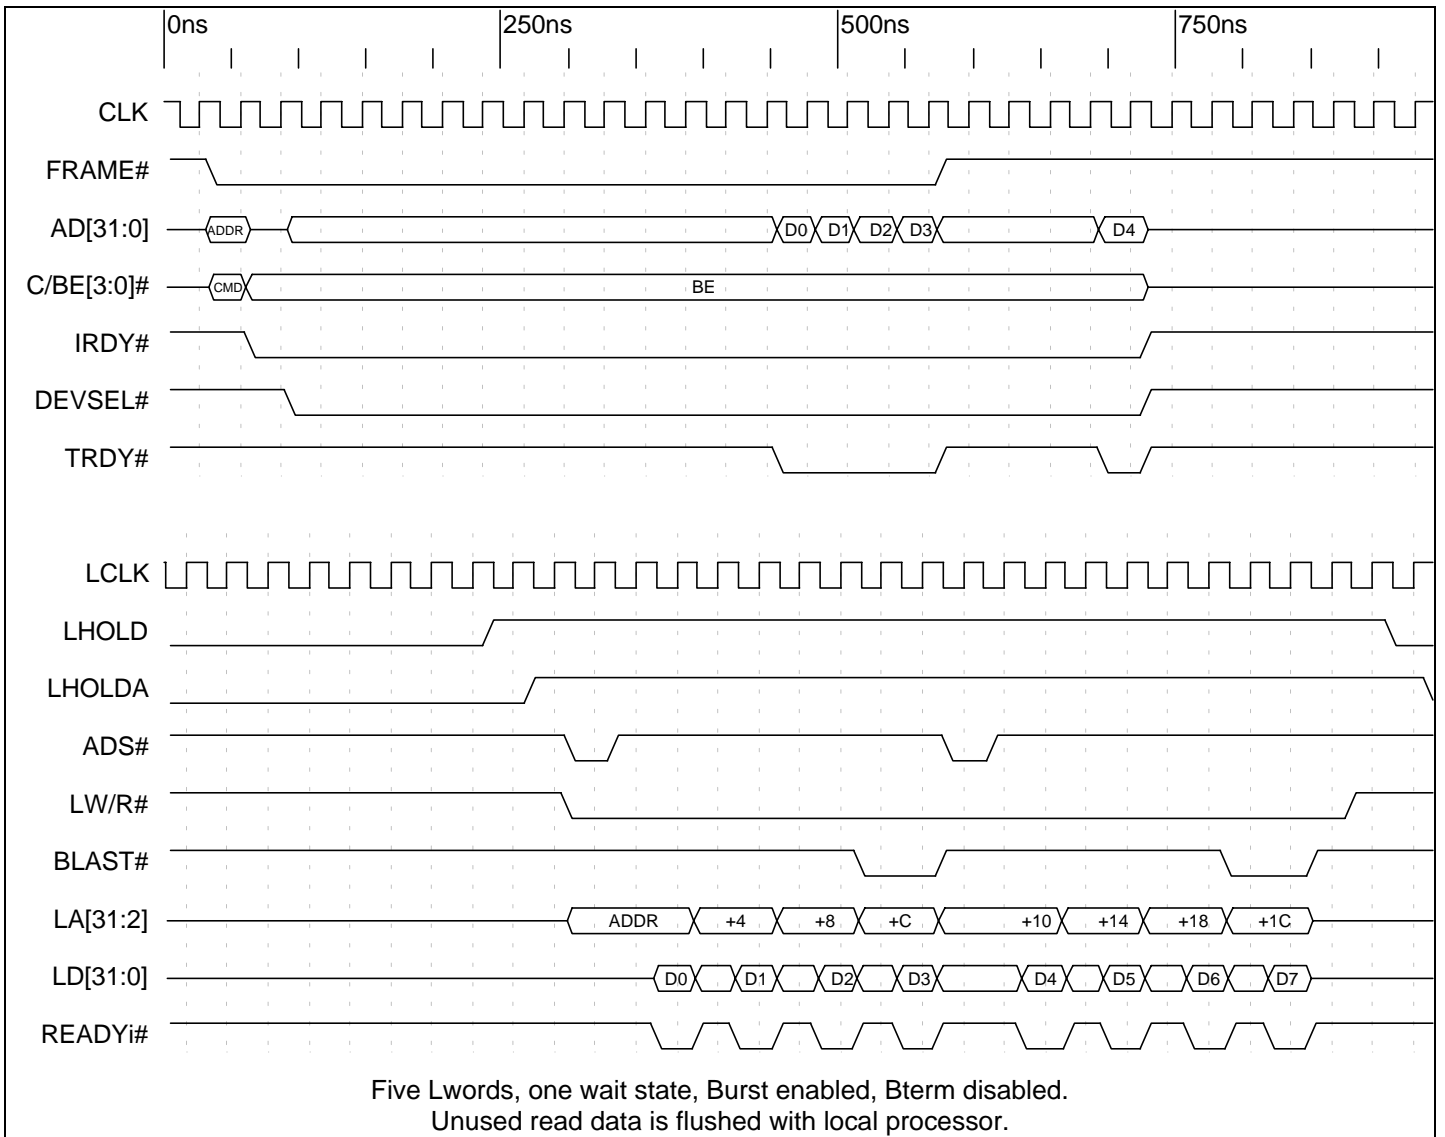 0ns 250ns 500ns 750ns
CLK
FRAME#
AD[31:0] ADDR D0 D1 D2 D3 D4
C/BE[3:0]# CMD BE
IRDY#
DEVSEL#
TRDY#
LCLK
LHOLD
LHOLDA
ADS#
LW/R#
BLAST#
LA[31:2] ADDR +4 +8 +C +10 +14 +18 +1C
LD[31:0] D0 D1 D2 D3 D4 D5 D6 D7
READYi#
Five Lwords, one wait state, Burst enabled, Bterm disabled.
Unused read data is flushed with local processor.